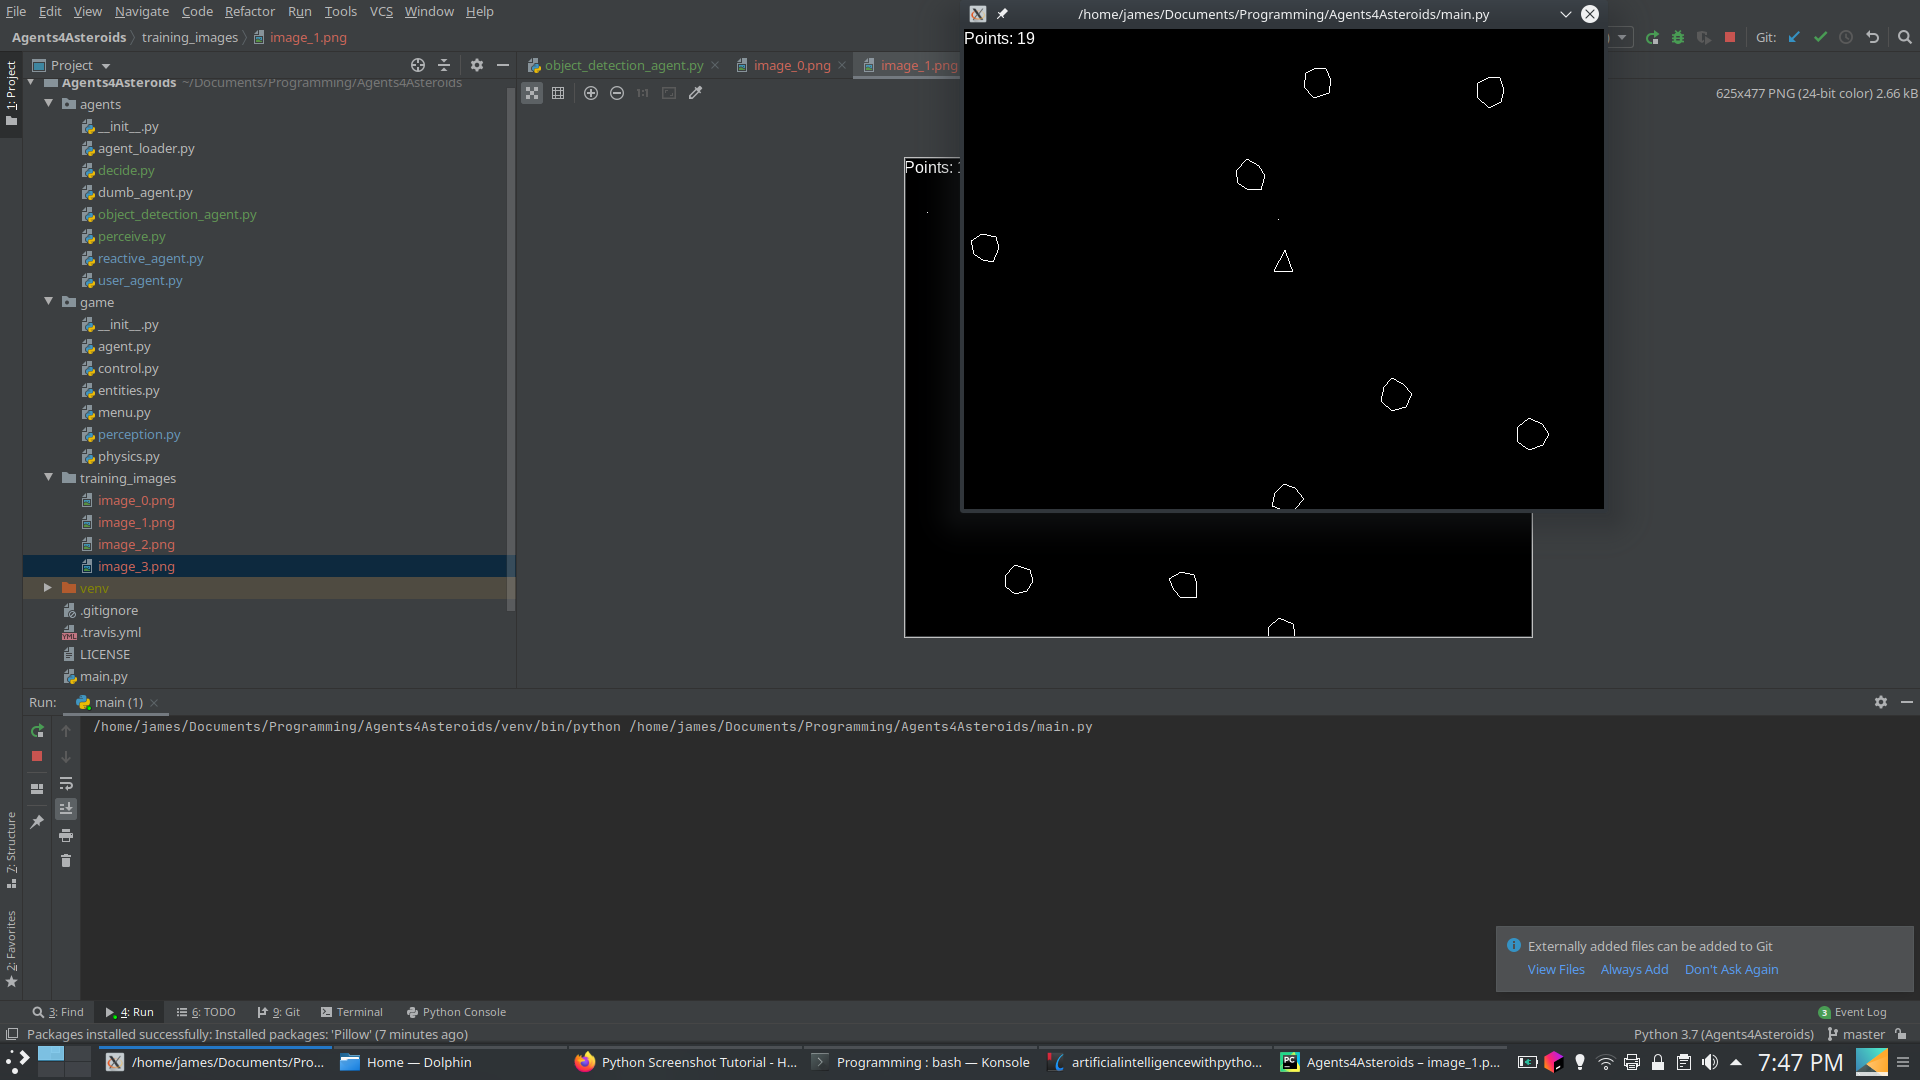 File Edit View Navigate Code Refactor Run Tools VCS Window Help
/home/james/Documents/Programming/Agents4Asteroids/main.py
Agents4Asteroids training_images image_1.png
Git:
Points: 19
1: Project
Project
object_detection_agent.py image_0.png image_1.png
Agents4Asteroids ~/Documents/Programming/Agents4Asteroids
1:1
625x477 PNG (24-bit color) 2.66 kB
agents
__init__.py
agent_loader.py
decide.py
dumb_agent.py
object_detection_agent.py
perceive.py
reactive_agent.py
user_agent.py
game
__init__.py
agent.py
control.py
entities.py
menu.py
perception.py
physics.py
training_images
image_0.png
image_1.png
image_2.png
image_3.png
venv
.gitignore
.travis.yml
LICENSE
main.py
Points:
Run: main (1)
/home/james/Documents/Programming/Agents4Asteroids/venv/bin/python /home/james/Documents/Programming/Agents4Asteroids/main.py
7: Structure
2: Favorites
Externally added files can be added to Git
View Files Always Add Don't Ask Again
3: Find 4: Run 6: TODO 9: Git Terminal Python Console
3 Event Log
Packages installed successfully: Installed packages: 'Pillow' (7 minutes ago)
Python 3.7 (Agents4Asteroids) master
/home/james/Documents/Pro... Home — Dolphin Python Screenshot Tutorial - H... Programming : bash — Konsole artificialintelligencewithpytho... Agents4Asteroids – image_1.p... 7:47 PM